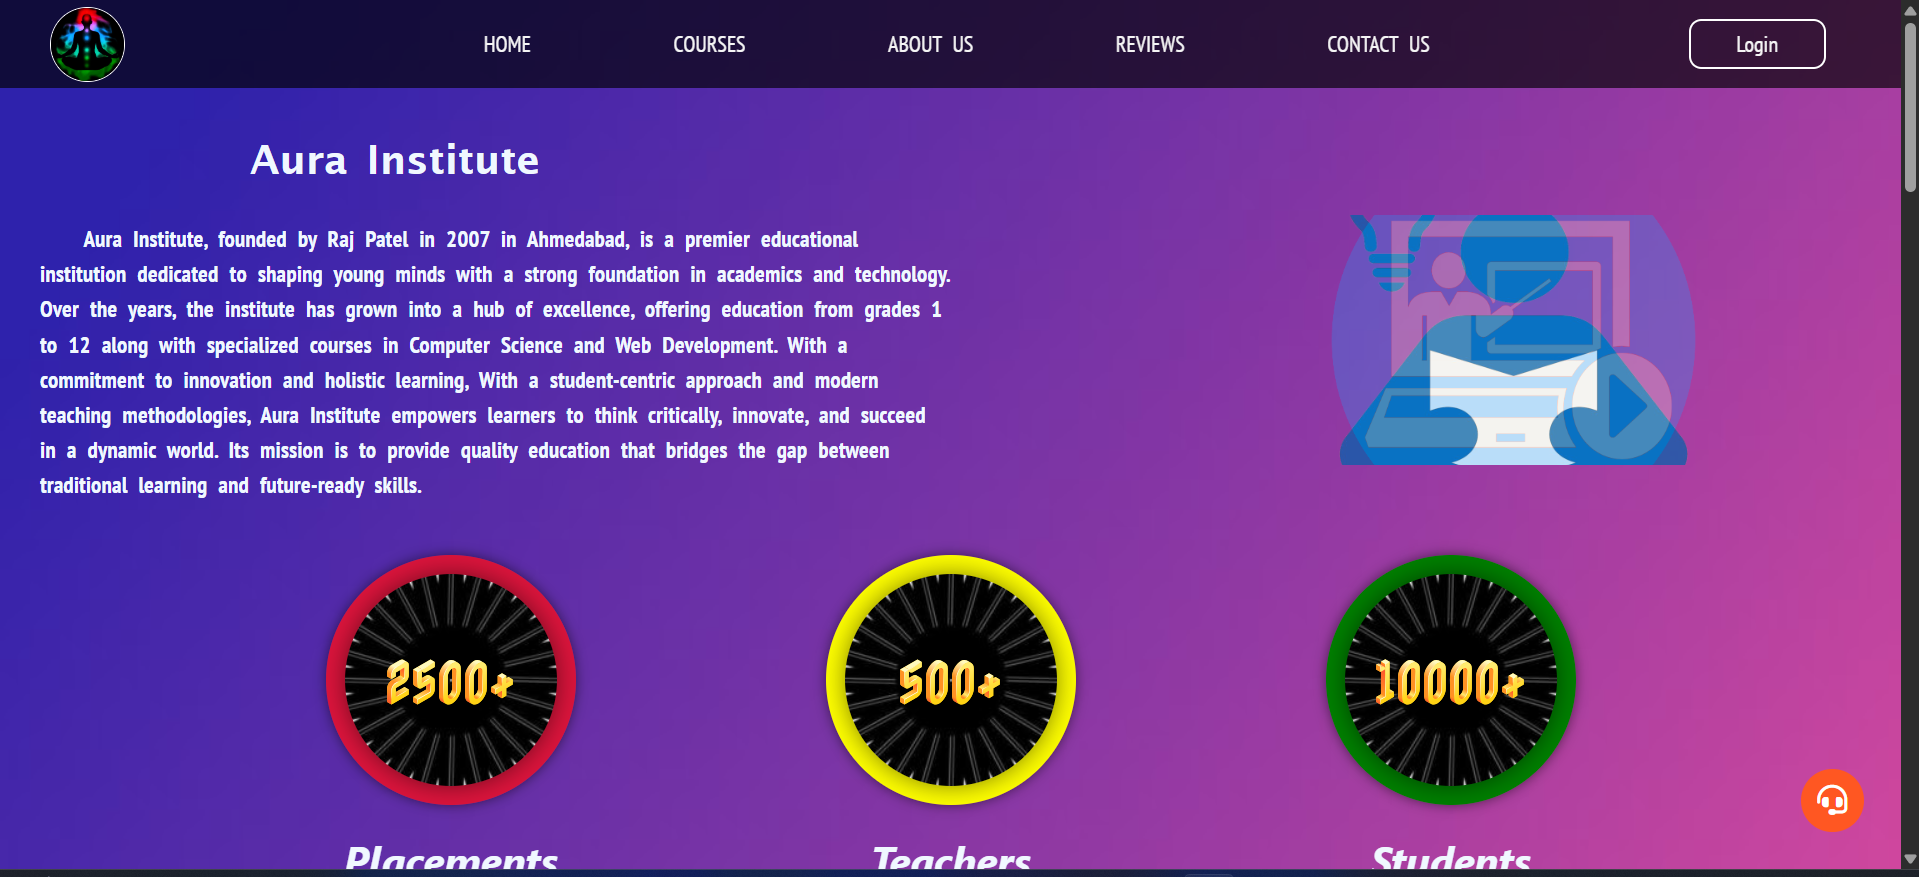 HOME COURSES ABOUT US REVIEWS CONTACT US Login
Aura Institute
Aura Institute, founded by Raj Patel in 2007 in Ahmedabad, is a premier educational
institution dedicated to shaping young minds with a strong foundation in academics and technology.
Over the years, the institute has grown into a hub of excellence, offering education from grades 1
to 12 along with specialized courses in Computer Science and Web Development. With a
commitment to innovation and holistic learning, With a student-centric approach and modern
teaching methodologies, Aura Institute empowers learners to think critically, innovate, and succeed
in a dynamic world. Its mission is to provide quality education that bridges the gap between
traditional learning and future-ready skills.
2500+ 500+ 10000+
Placements Teachers Students